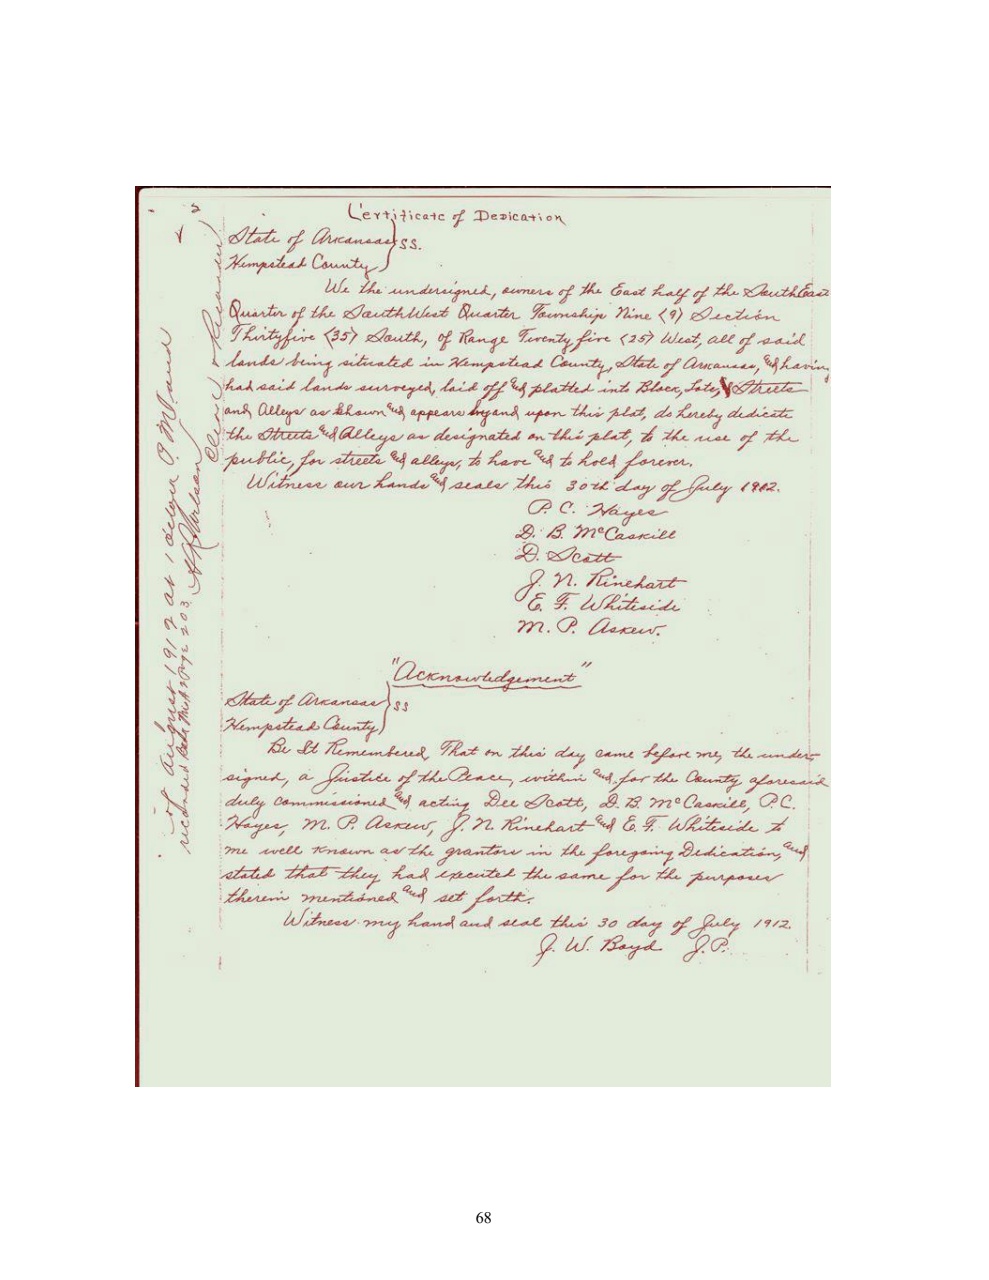 Certificate of Dedication
State of Arkansas } SS.
Hempstead County
We the undersigned, owners of the East half of the SouthEast
Quarter of the SouthWest Quarter Township Nine (9) Section
Thirtyfive (35) South, of Range Twenty five (25) West, all of said
lands being situated in Hempstead County, State of Arkansas, and having
had said lands surveyed, laid off and platted into Block, Lots, Streets
and Alleys as shown and appears by and upon this plat, do hereby dedicate
the Streets and Alleys as designated on this plat, to the use of the
public, for streets and alleys, to have and to hold forever.
Witness our hands and seals this 30th day of July 1912.
P. C. Hayes
D. B. McCaskill
D. Scott
J. N. Rinehart
E. F. Whiteside
M. P. Askew.
"Acknowledgement"
State of Arkansas } SS
Hempstead County
Be It Remembered, That on this day came before me, the under-
signed, a Justice of the Peace, within and for the County aforesaid
duly commissioned and acting Dee Scott, D. B. McCaskill, P.C.
Hayes, M. P. Askew, J. N. Rinehart and E. F. Whiteside to
me well known as the grantors in the foregoing Dedication, and
stated that they had executed the same for the purposes
therein mentioned and set forth.
Witness my hand and seal this 30 day of July 1912.
J. W. Boyd J.P.
August 1912 at 1 oclock P. M. and
recorded Page 203
Clerk & Recorder
68